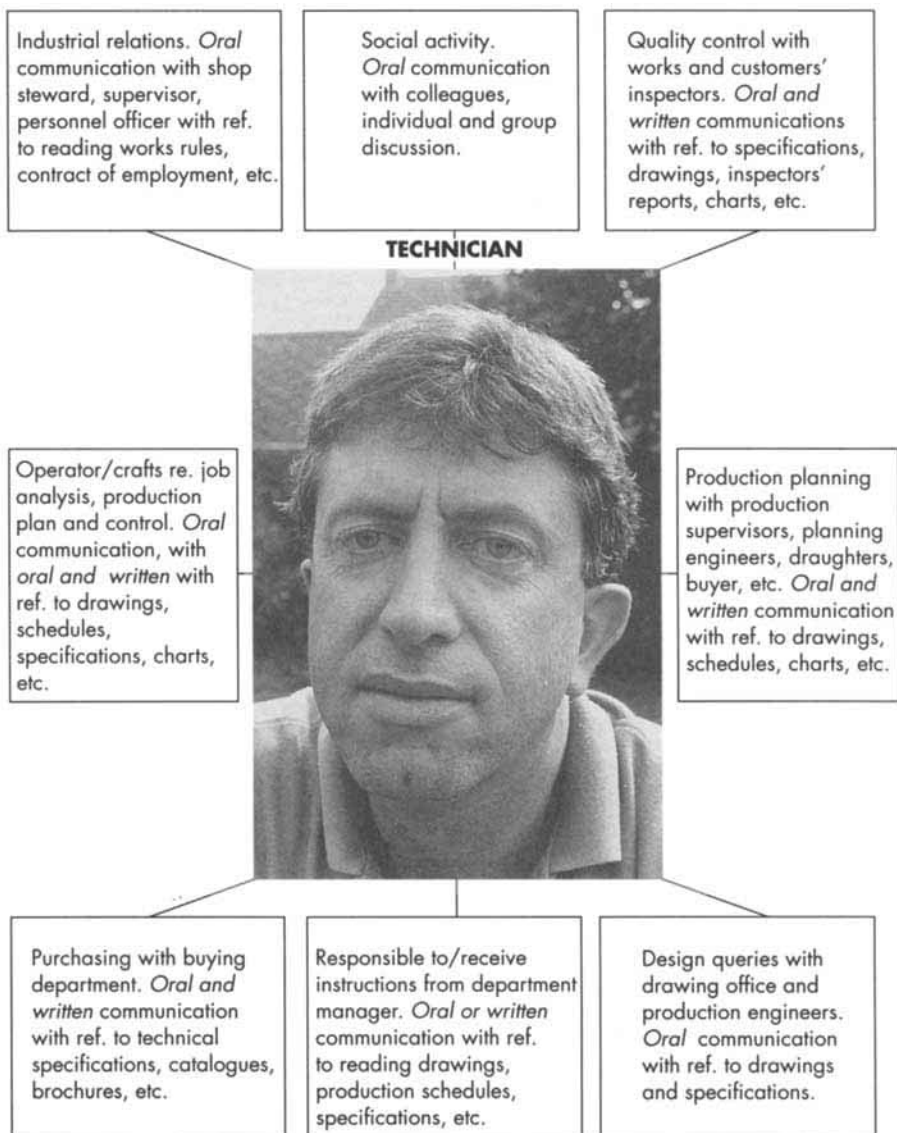 Industrial relations. Oral
communication with shop
steward, supervisor,
personnel officer with ref.
to reading works rules,
contract of employment, etc.
Social activity.
Oral communication
with colleagues,
individual and group
discussion.
Quality control with
works and customers'
inspectors. Oral and
written communications
with ref. to specifications,
drawings, inspectors'
reports, charts, etc.
TECHNICIAN
Operator/crafts re. job
analysis, production
plan and control. Oral
communication, with
oral and written with
ref. to drawings,
schedules,
specifications, charts,
etc.
Production planning
with production
supervisors, planning
engineers, draughters,
buyer, etc. Oral and
written communication
with ref. to drawings,
schedules, charts, etc.
Purchasing with buying
department. Oral and
written communication
with ref. to technical
specifications, catalogues,
brochures, etc.
Responsible to/receive
instructions from department
manager. Oral or written
communication with ref.
to reading drawings,
production schedules,
specifications, etc.
Design queries with
drawing office and
production engineers.
Oral communication
with ref. to drawings
and specifications.